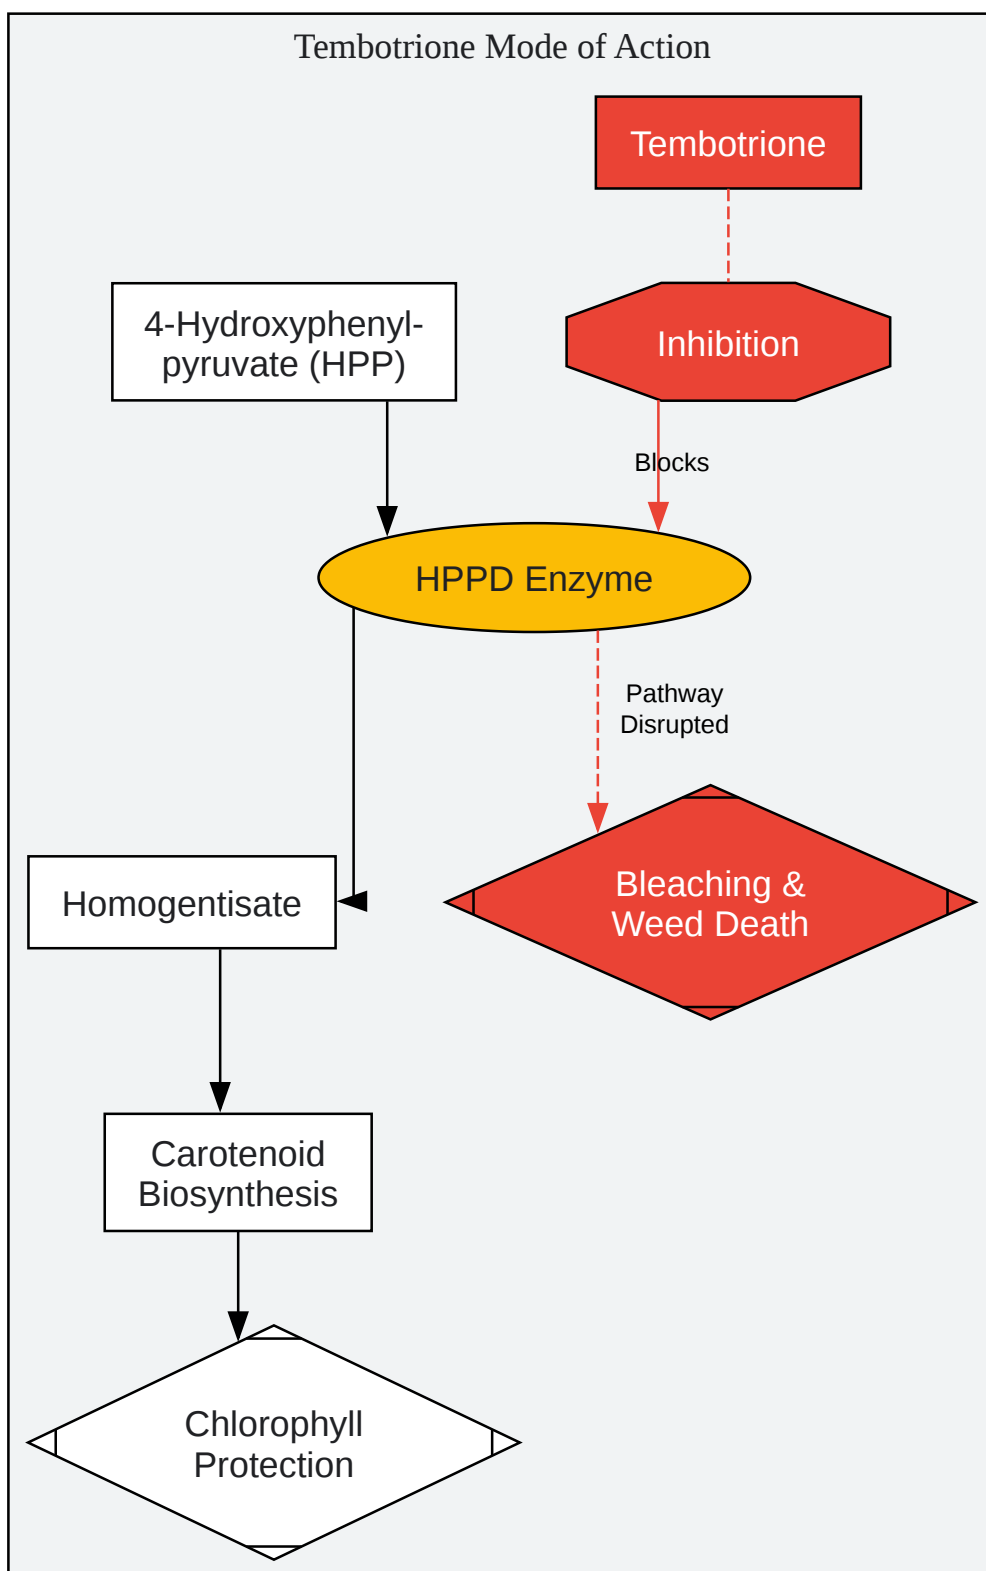 Tembotrione Mode of Action
Tembotrione
4-Hydroxyphenyl-
pyruvate (HPP)
Inhibition
Blocks
HPPD Enzyme
Pathway
Disrupted
Homogentisate
Bleaching &
Weed Death
Carotenoid
Biosynthesis
Chlorophyll
Protection